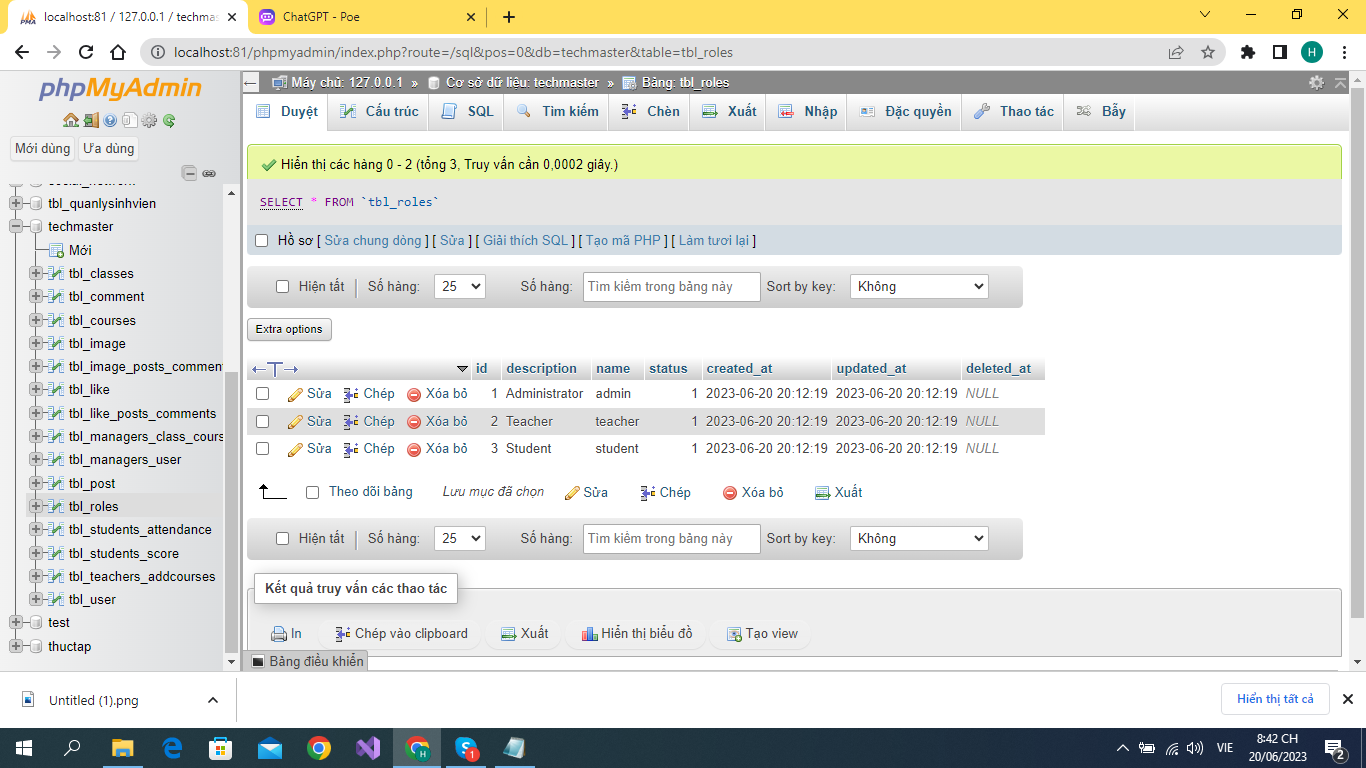 localhost:81 / 127.0.0.1 / techmas
ChatGPT - Poe
localhost:81/phpmyadmin/index.php?route=/sql&pos=0&db=techmaster&table=tbl_roles
H
phpMyAdmin
Mới dùng
Ưa dùng
tbl_quanlysinhvien
techmaster
Mới
tbl_classes
tbl_comment
tbl_courses
tbl_image
tbl_image_posts_commen
tbl_like
tbl_like_posts_comments
tbl_managers_class_cours
tbl_managers_user
tbl_post
tbl_roles
tbl_students_attendance
tbl_students_score
tbl_teachers_addcourses
tbl_user
test
thuctap
Máy chủ: 127.0.0.1 » Cơ sở dữ liệu: techmaster » Bảng: tbl_roles
Duyệt Cấu trúc SQL Tìm kiếm Chèn Xuất Nhập Đặc quyền Thao tác Bẫy
Hiển thị các hàng 0 - 2 (tổng 3, Truy vấn cần 0,0002 giây.)
SELECT * FROM `tbl_roles`
Hồ sơ [ Sửa chung dòng ] [ Sửa ] [ Giải thích SQL ] [ Tạo mã PHP ] [ Làm tươi lại ]
Hiện tất Số hàng: 25 Số hàng: Tìm kiếm trong bảng này Sort by key: Không
Extra options
id description name status created_at updated_at deleted_at
Sửa Chép Xóa bỏ 1 Administrator admin 1 2023-06-20 20:12:19 2023-06-20 20:12:19 NULL
Sửa Chép Xóa bỏ 2 Teacher teacher 1 2023-06-20 20:12:19 2023-06-20 20:12:19 NULL
Sửa Chép Xóa bỏ 3 Student student 1 2023-06-20 20:12:19 2023-06-20 20:12:19 NULL
Theo dõi bảng Lưu mục đã chọn Sửa Chép Xóa bỏ Xuất
Hiện tất Số hàng: 25 Số hàng: Tìm kiếm trong bảng này Sort by key: Không
Kết quả truy vấn các thao tác
In Chép vào clipboard Xuất Hiển thị biểu đồ Tạo view
Bảng điều khiển
Untitled (1).png
Hiển thị tất cả
VIE
8:42 CH
20/06/2023
2